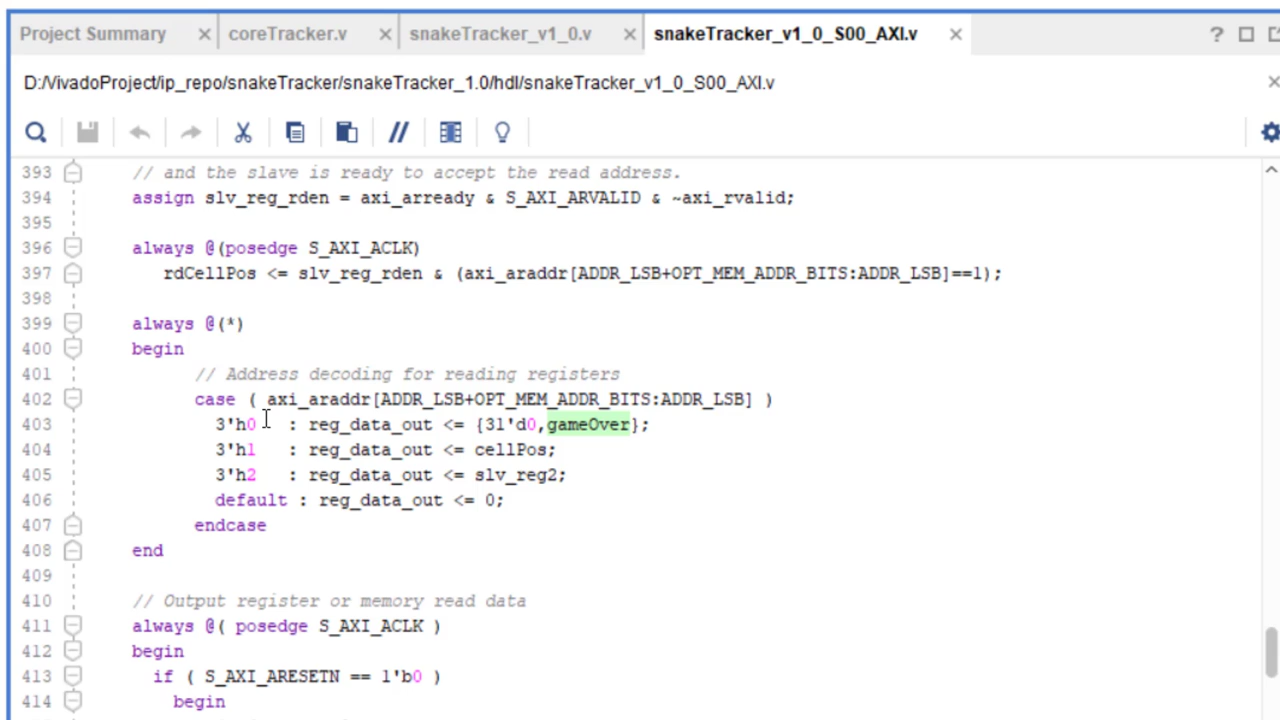 Project Summary × coreTracker.v × snakeTracker_v1_0.v × snakeTracker_v1_0_S00_AXI.v × ?
D:/VivadoProject/ip_repo/snakeTracker/snakeTracker_1.0/hdl/snakeTracker_v1_0_S00_AXI.v ×
//
393 // and the slave is ready to accept the read address.
394 assign slv_reg_rden = axi_arready & S_AXI_ARVALID & ~axi_rvalid;
395
396 always @(posedge S_AXI_ACLK)
397 rdCellPos <= slv_reg_rden & (axi_araddr[ADDR_LSB+OPT_MEM_ADDR_BITS:ADDR_LSB]==1);
398
399 always @(*)
400 begin
401 // Address decoding for reading registers
402 case ( axi_araddr[ADDR_LSB+OPT_MEM_ADDR_BITS:ADDR_LSB] )
403 3'h0 : reg_data_out <= {31'd0,gameOver};
404 3'h1 : reg_data_out <= cellPos;
405 3'h2 : reg_data_out <= slv_reg2;
406 default : reg_data_out <= 0;
407 endcase
408 end
409
410 // Output register or memory read data
411 always @( posedge S_AXI_ACLK )
412 begin
413 if ( S_AXI_ARESETN == 1'b0 )
414 begin